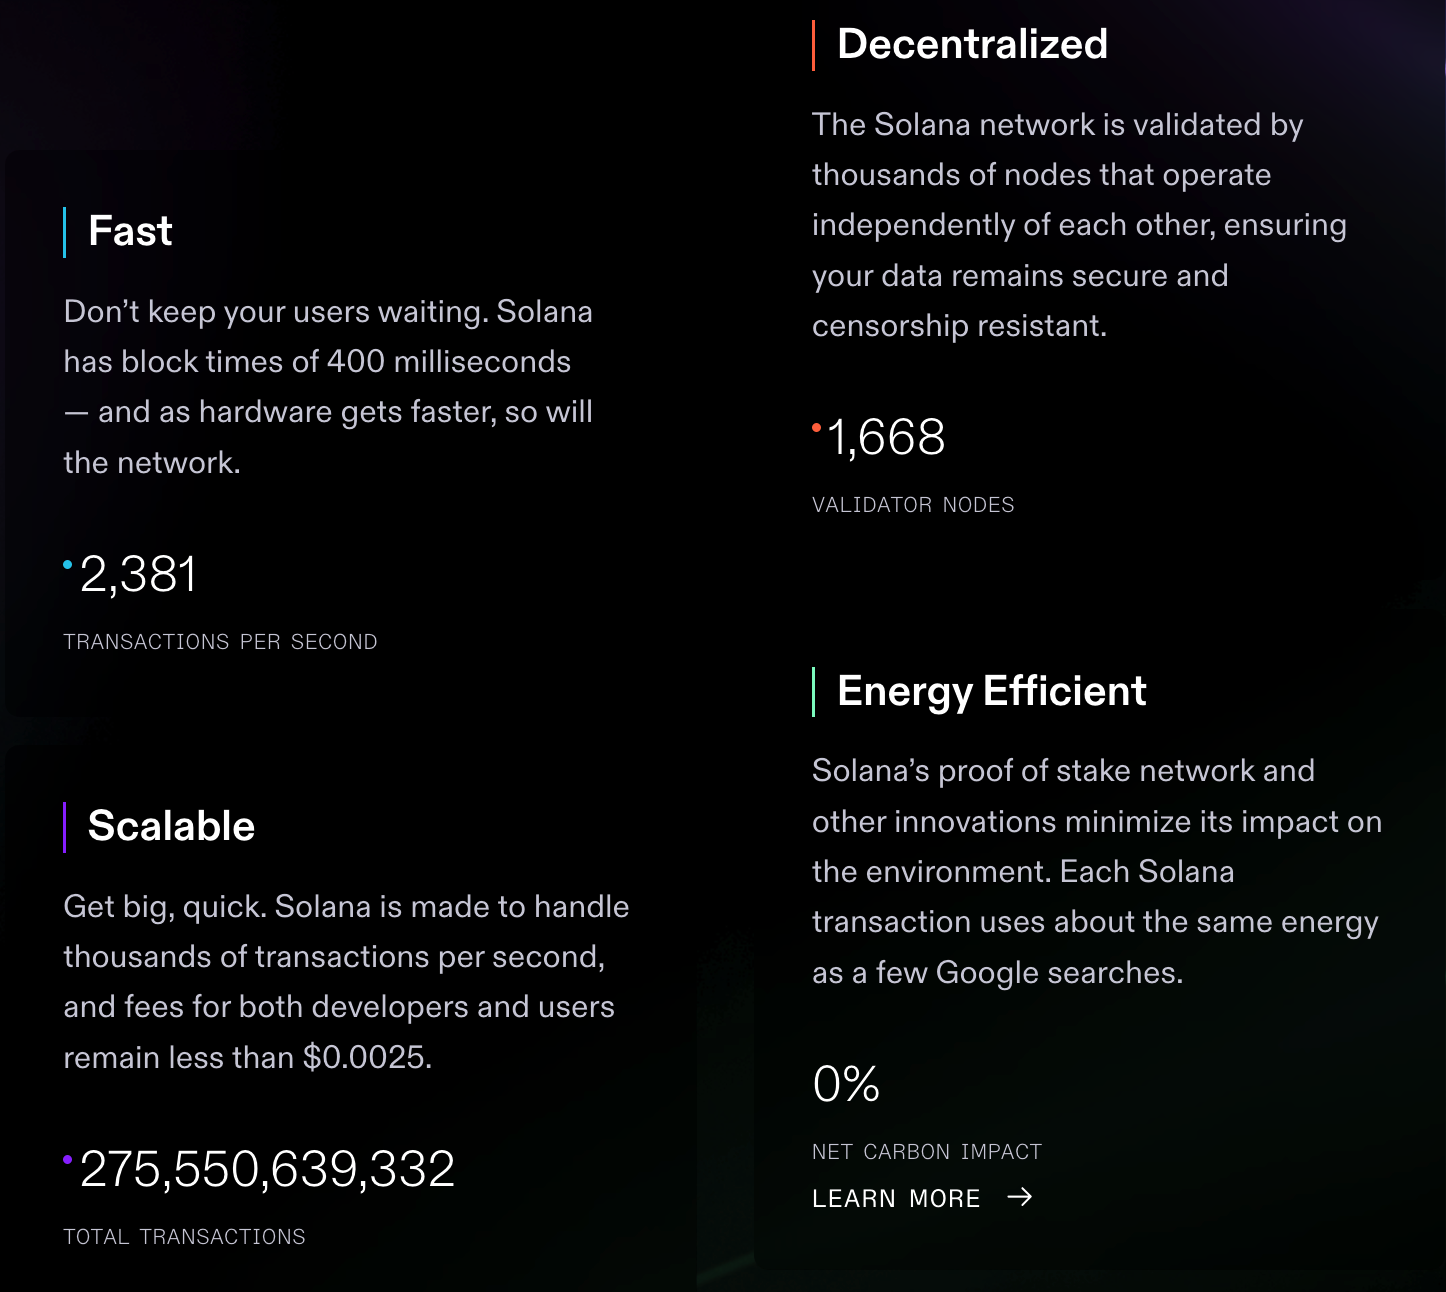 Fast
Don’t keep your users waiting. Solana
has block times of 400 milliseconds
— and as hardware gets faster, so will
the network.
2,381
TRANSACTIONS PER SECOND
Scalable
Get big, quick. Solana is made to handle
thousands of transactions per second,
and fees for both developers and users
remain less than $0.0025.
275,550,639,332
TOTAL TRANSACTIONS
Decentralized
The Solana network is validated by
thousands of nodes that operate
independently of each other, ensuring
your data remains secure and
censorship resistant.
1,668
VALIDATOR NODES
Energy Efficient
Solana’s proof of stake network and
other innovations minimize its impact on
the environment. Each Solana
transaction uses about the same energy
as a few Google searches.
0%
NET CARBON IMPACT
LEARN MORE →